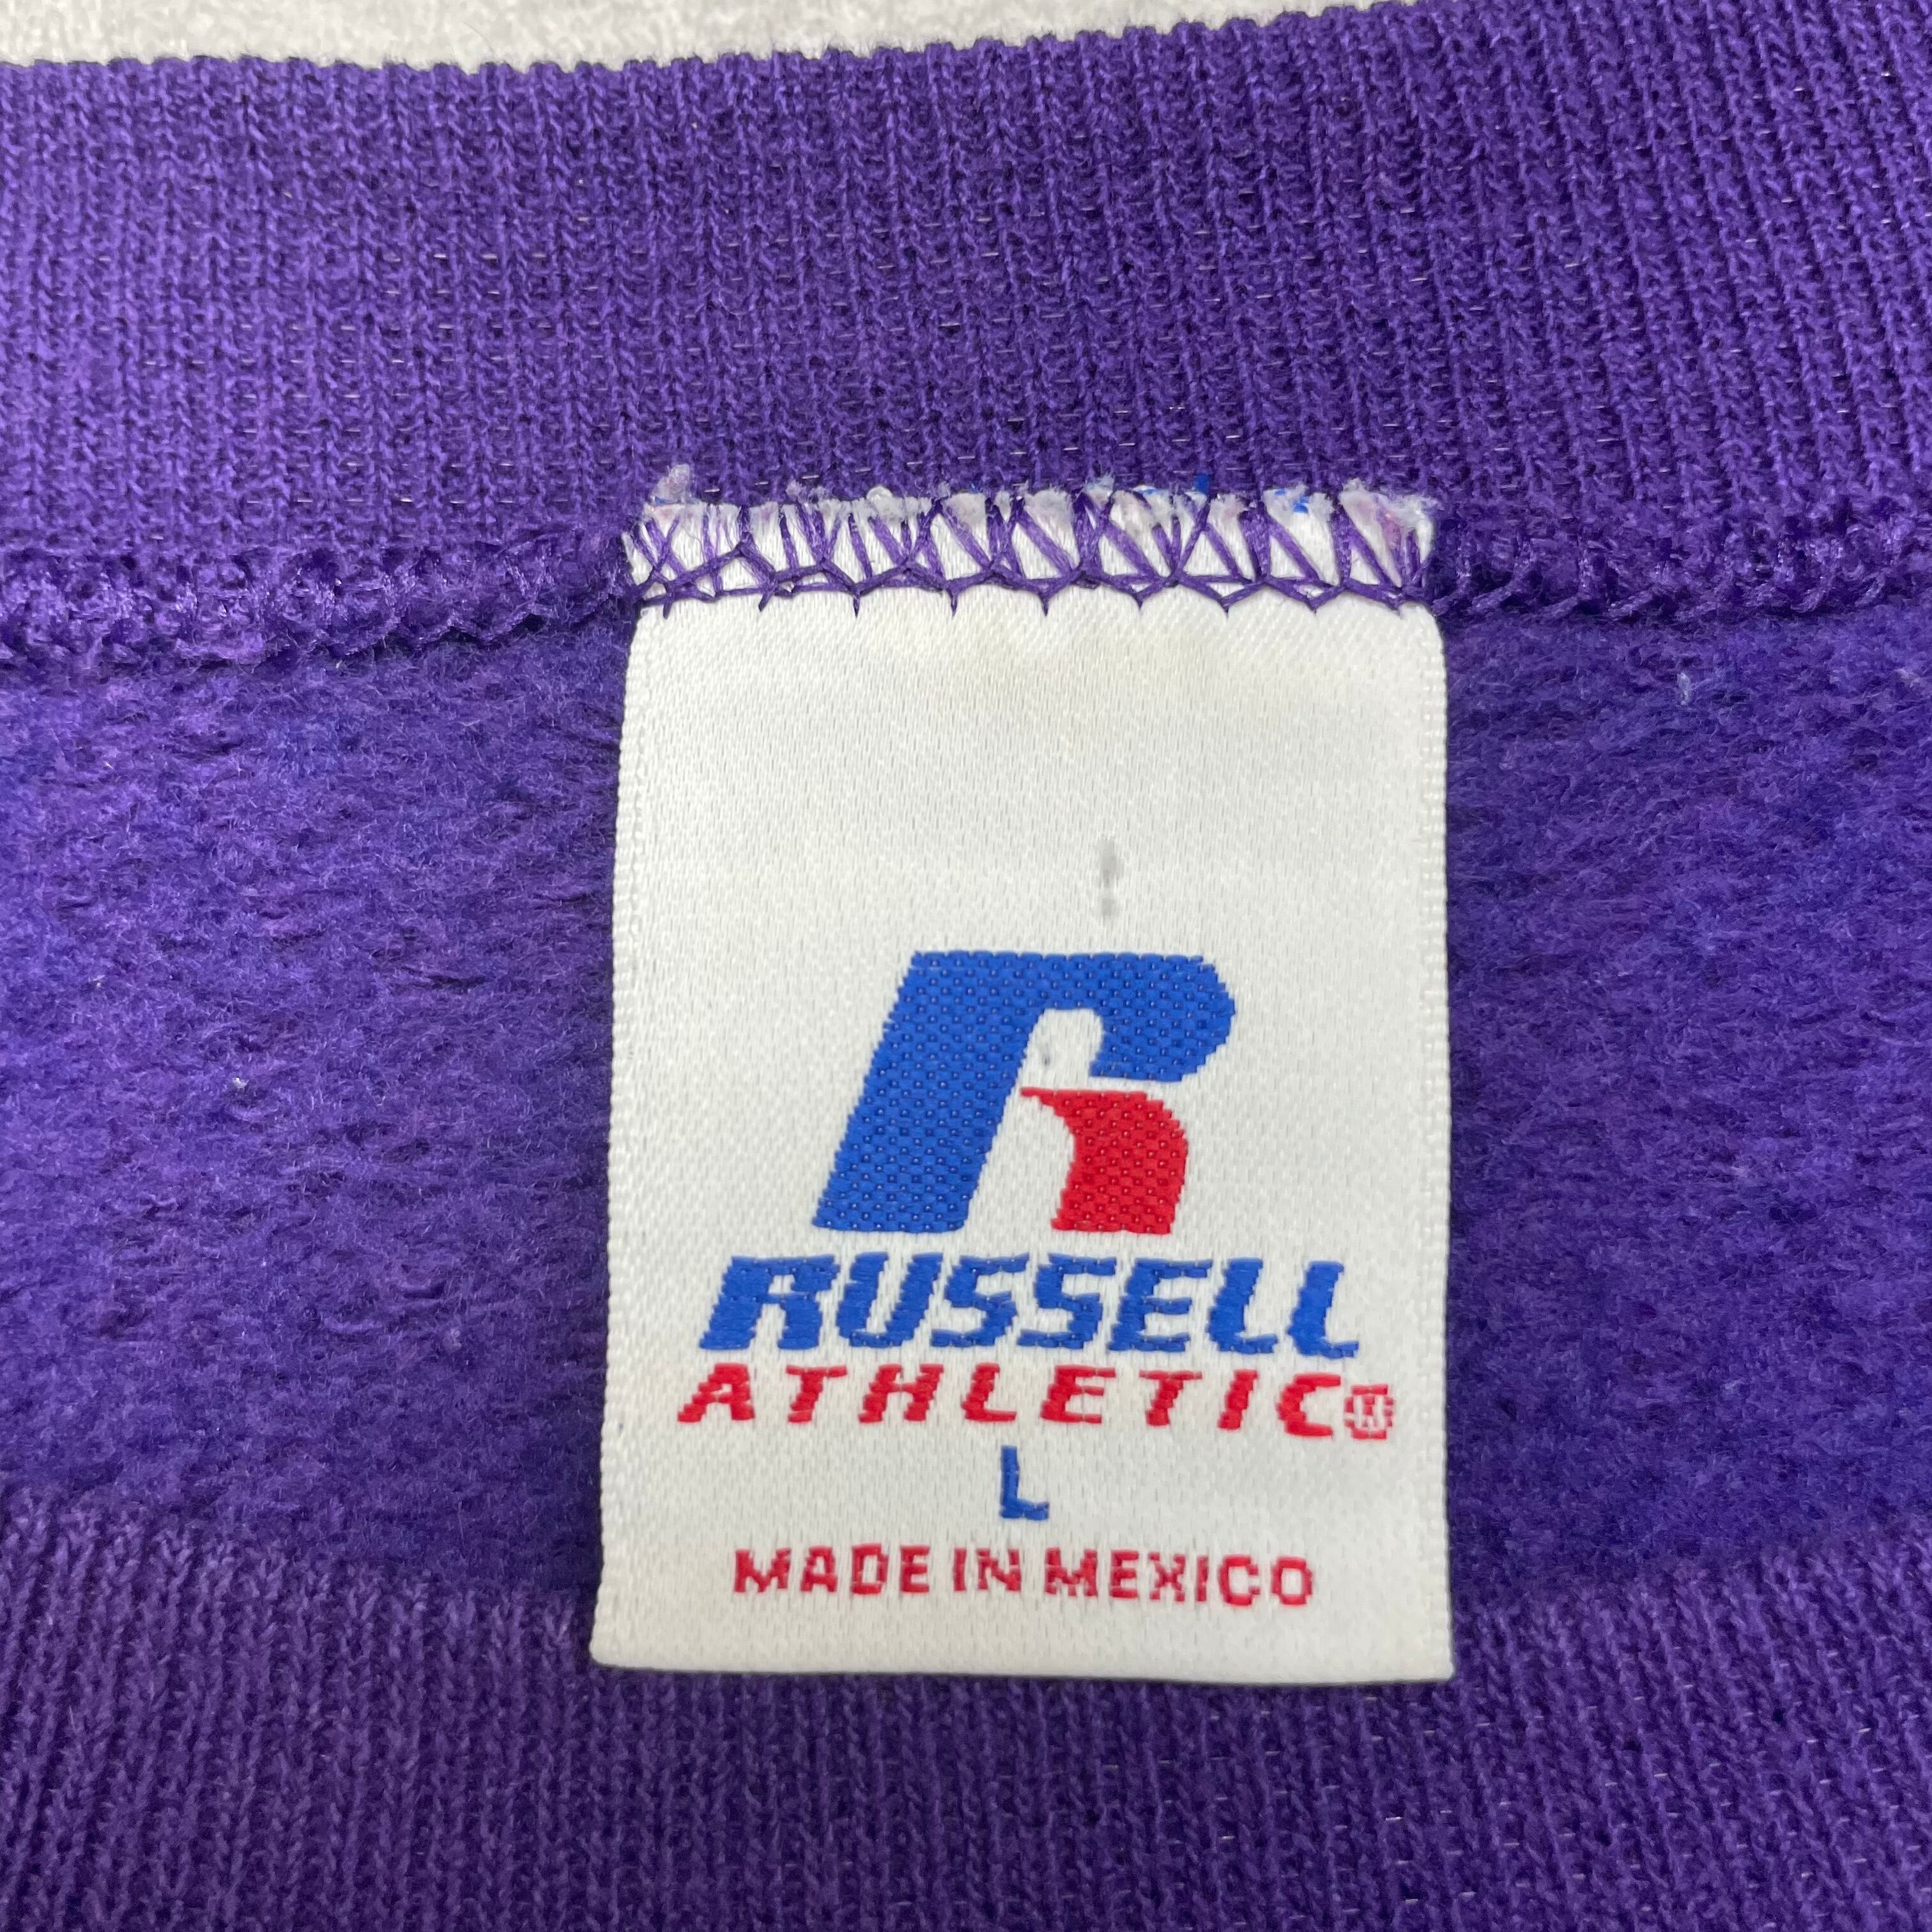 R
RUSSELL
ATHLETIC®
L
MADE IN MEXICO